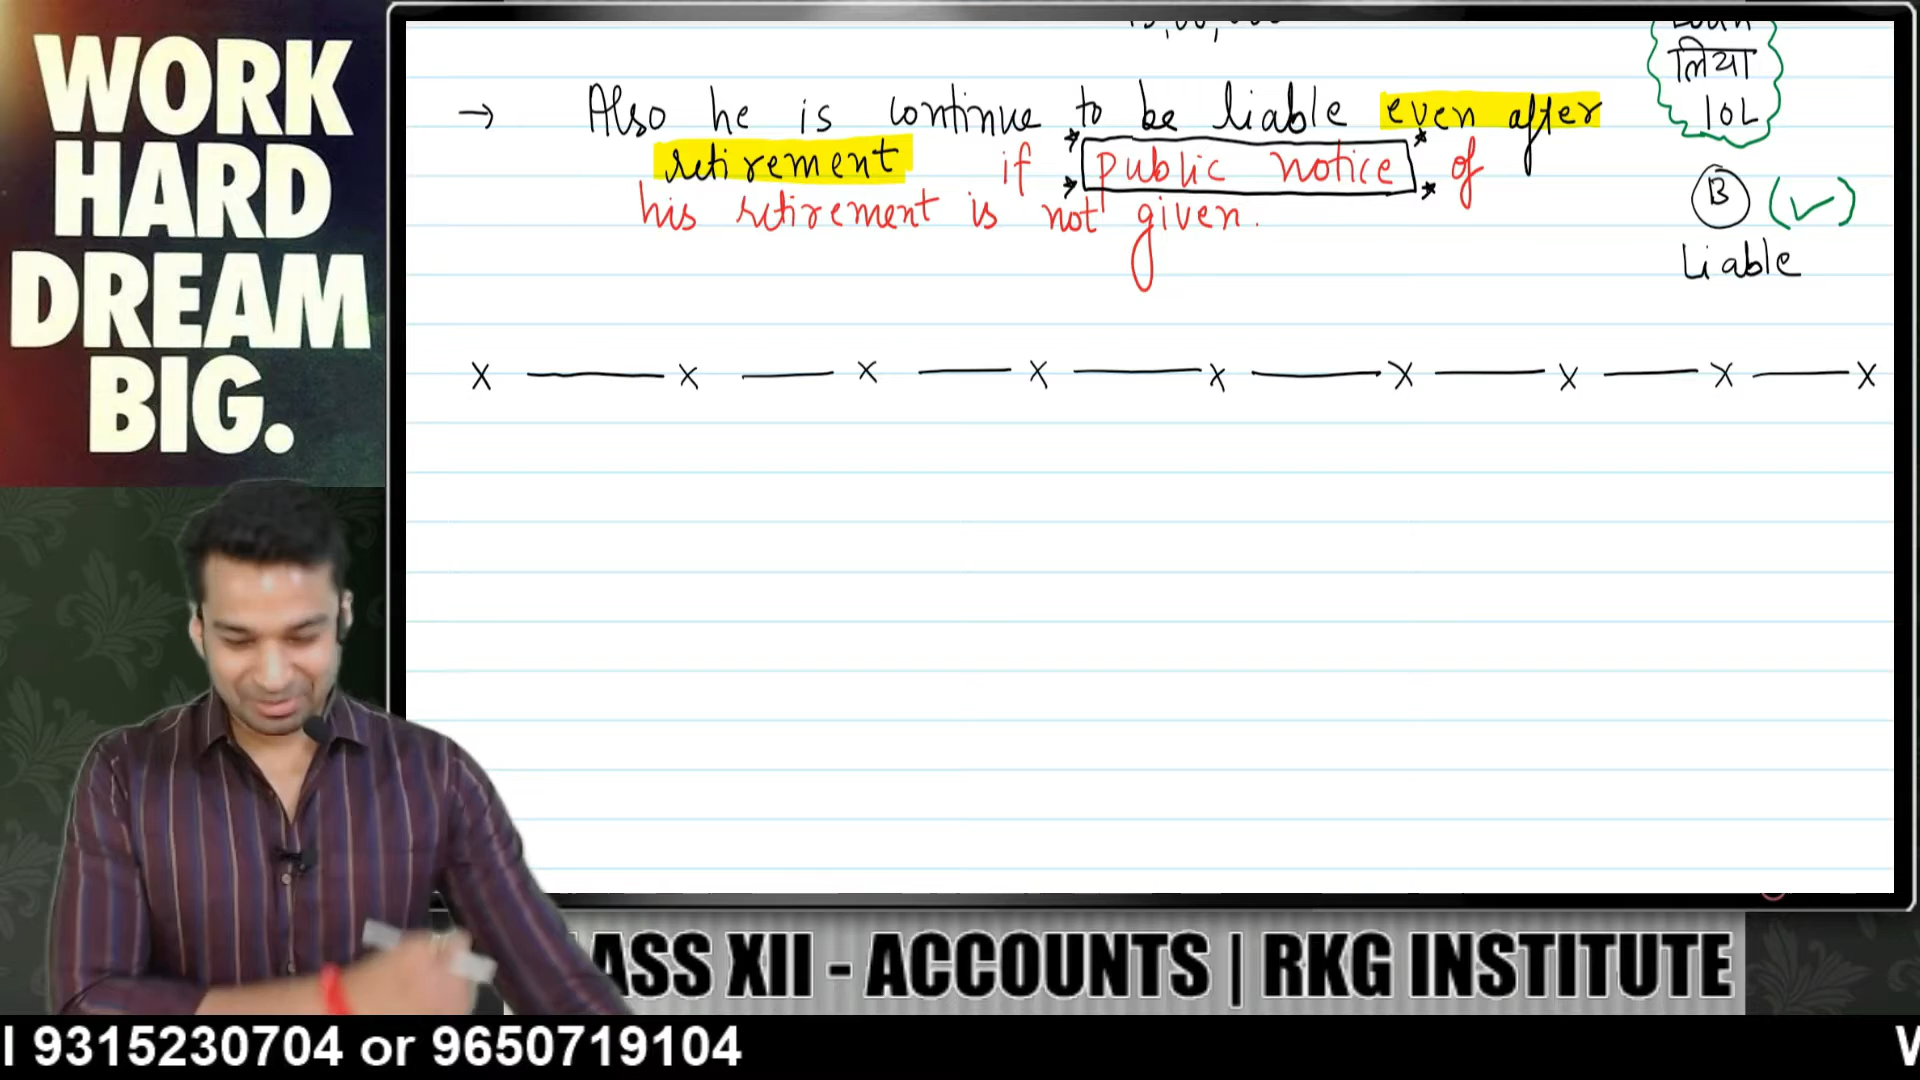 WORK
HARD
DREAM
BIG.
लिया
10L
→ Also he is continue to be liable even after
retirement if public notice of
his retirement is not given.
B (✓)
Liable
x — x — x — x — x — x — x — x — x
ASS XII - ACCOUNTS | RKG INSTITUTE
9315230704 or 9650719104